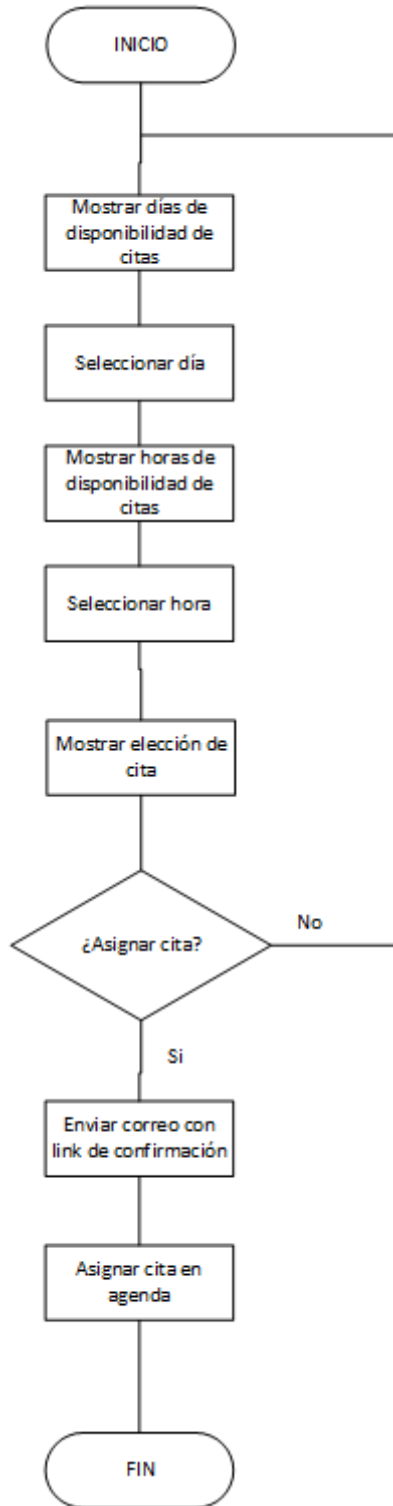 INICIO
Mostrar días de
disponibilidad de
citas
Seleccionar día
Mostrar horas de
disponibilidad de
citas
Seleccionar hora
Mostrar elección de
cita
¿Asignar cita?
No
Si
Enviar correo con
link de confirmación
Asignar cita en
agenda
FIN